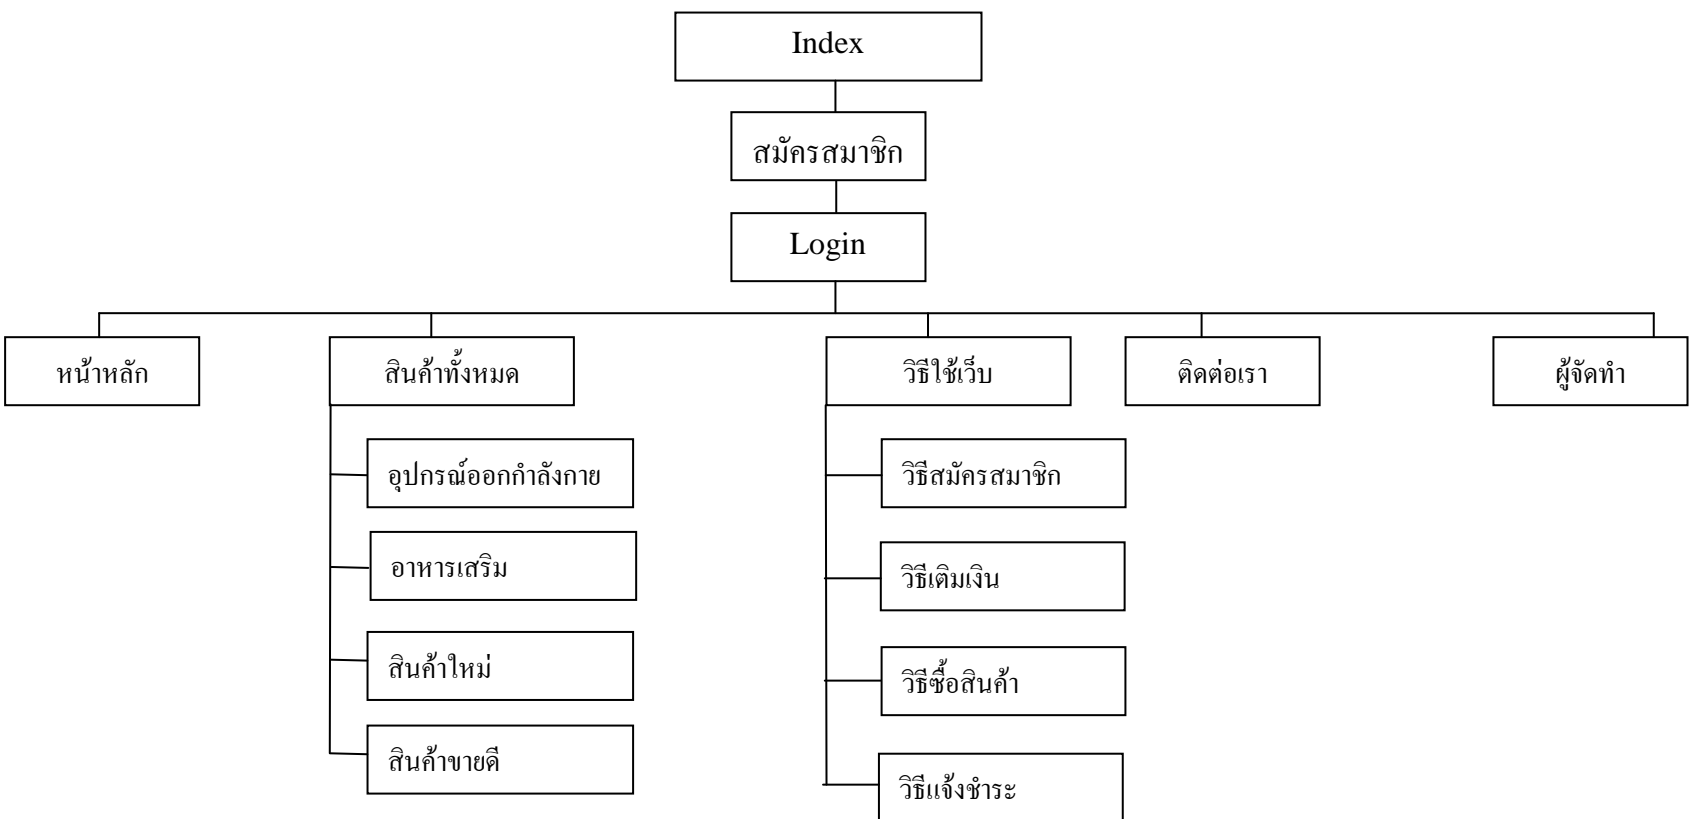 Index
สมัครสมาชิก
Login
หน้าหลัก
สินค้าทั้งหมด
วิธีใช้เว็บ
ติดต่อเรา
ผู้จัดทำ
อุปกรณ์ออกกำลังกาย
อาหารเสริม
สินค้าใหม่
สินค้าขายดี
วิธีสมัครสมาชิก
วิธีเติมเงิน
วิธีซื้อสินค้า
วิธีแจ้งชำระ